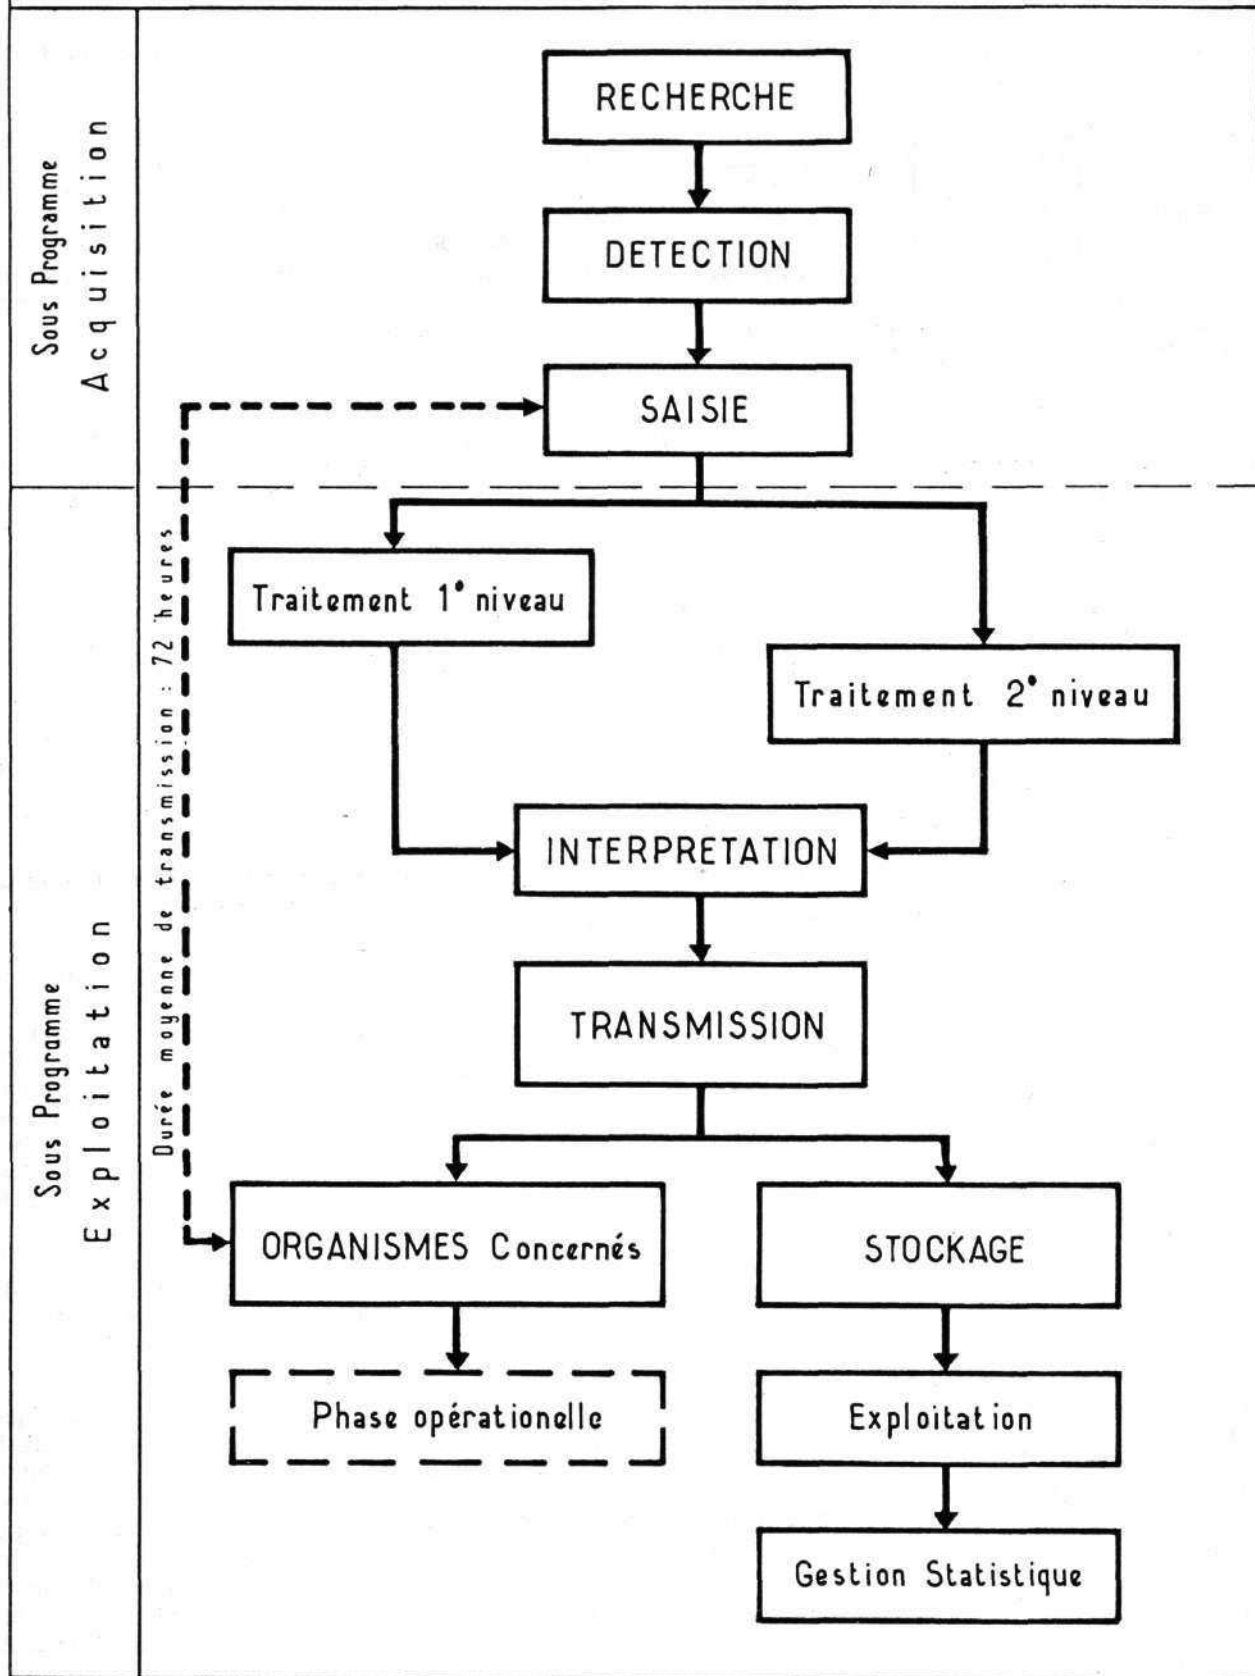 Sous Programme
Acquisition
RECHERCHE
DETECTION
SAISIE
Sous Programme
Exploitation
Durée moyenne de transmission : 72 heures
Traitement 1° niveau
Traitement 2° niveau
INTERPRETATION
TRANSMISSION
ORGANISMES Concernés
STOCKAGE
Phase opérationelle
Exploitation
Gestion Statistique